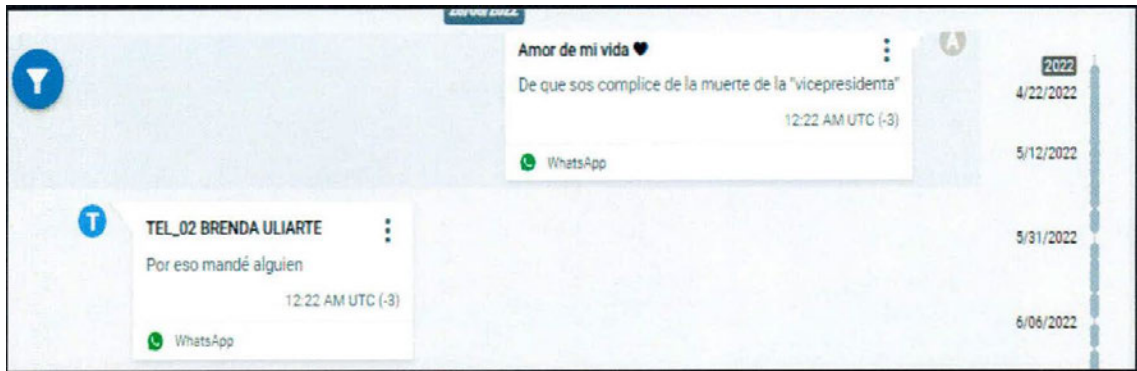 Amor de mi vida 🖤
A
De que sos complice de la muerte de la "vicepresidenta"
12:22 AM UTC (-3)
WhatsApp
2022
4/22/2022
5/12/2022
T
TEL_02 BRENDA ULIARTE
Por eso mandé alguien
12:22 AM UTC (-3)
WhatsApp
5/31/2022
6/06/2022